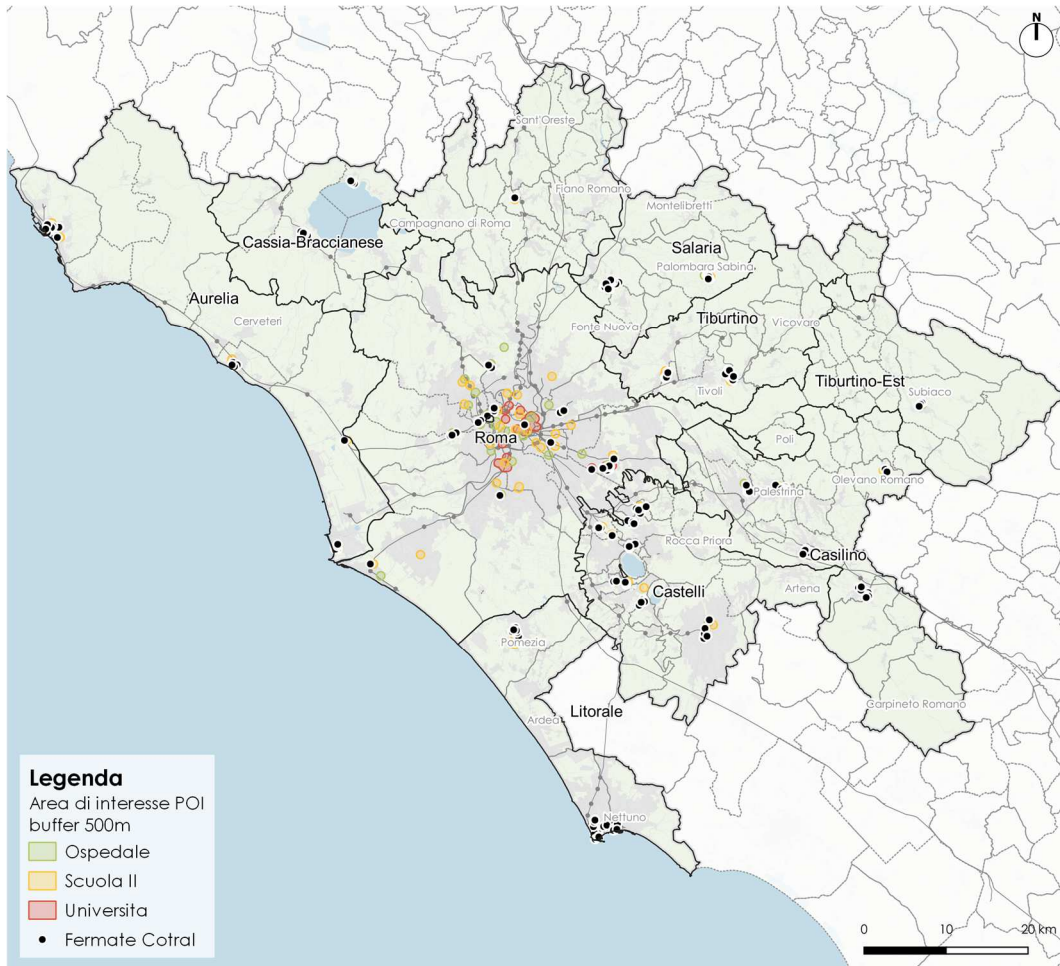 N
Sant'Oreste
Fiano Romano
Montelibretti
Campagnano di Roma
Cassia-Braccianese
Salaria
Palombara Sabina
Aurelia
Cerveteri
Fonte Nuova
Tiburtino
Vicovaro
Tivoli
Tiburtino-Est
Subiaco
Roma
Poli
Olevano Romano
Palestrina
Rocca Priora
Casilino
Castelli
Artena
Pomezia
Carpineto Romano
Litorale
Ardea
Nettuno
Legenda
Area di interesse POI
buffer 500m
Ospedale
Scuola II
Universita
Fermate Cotral
0 10 20 km